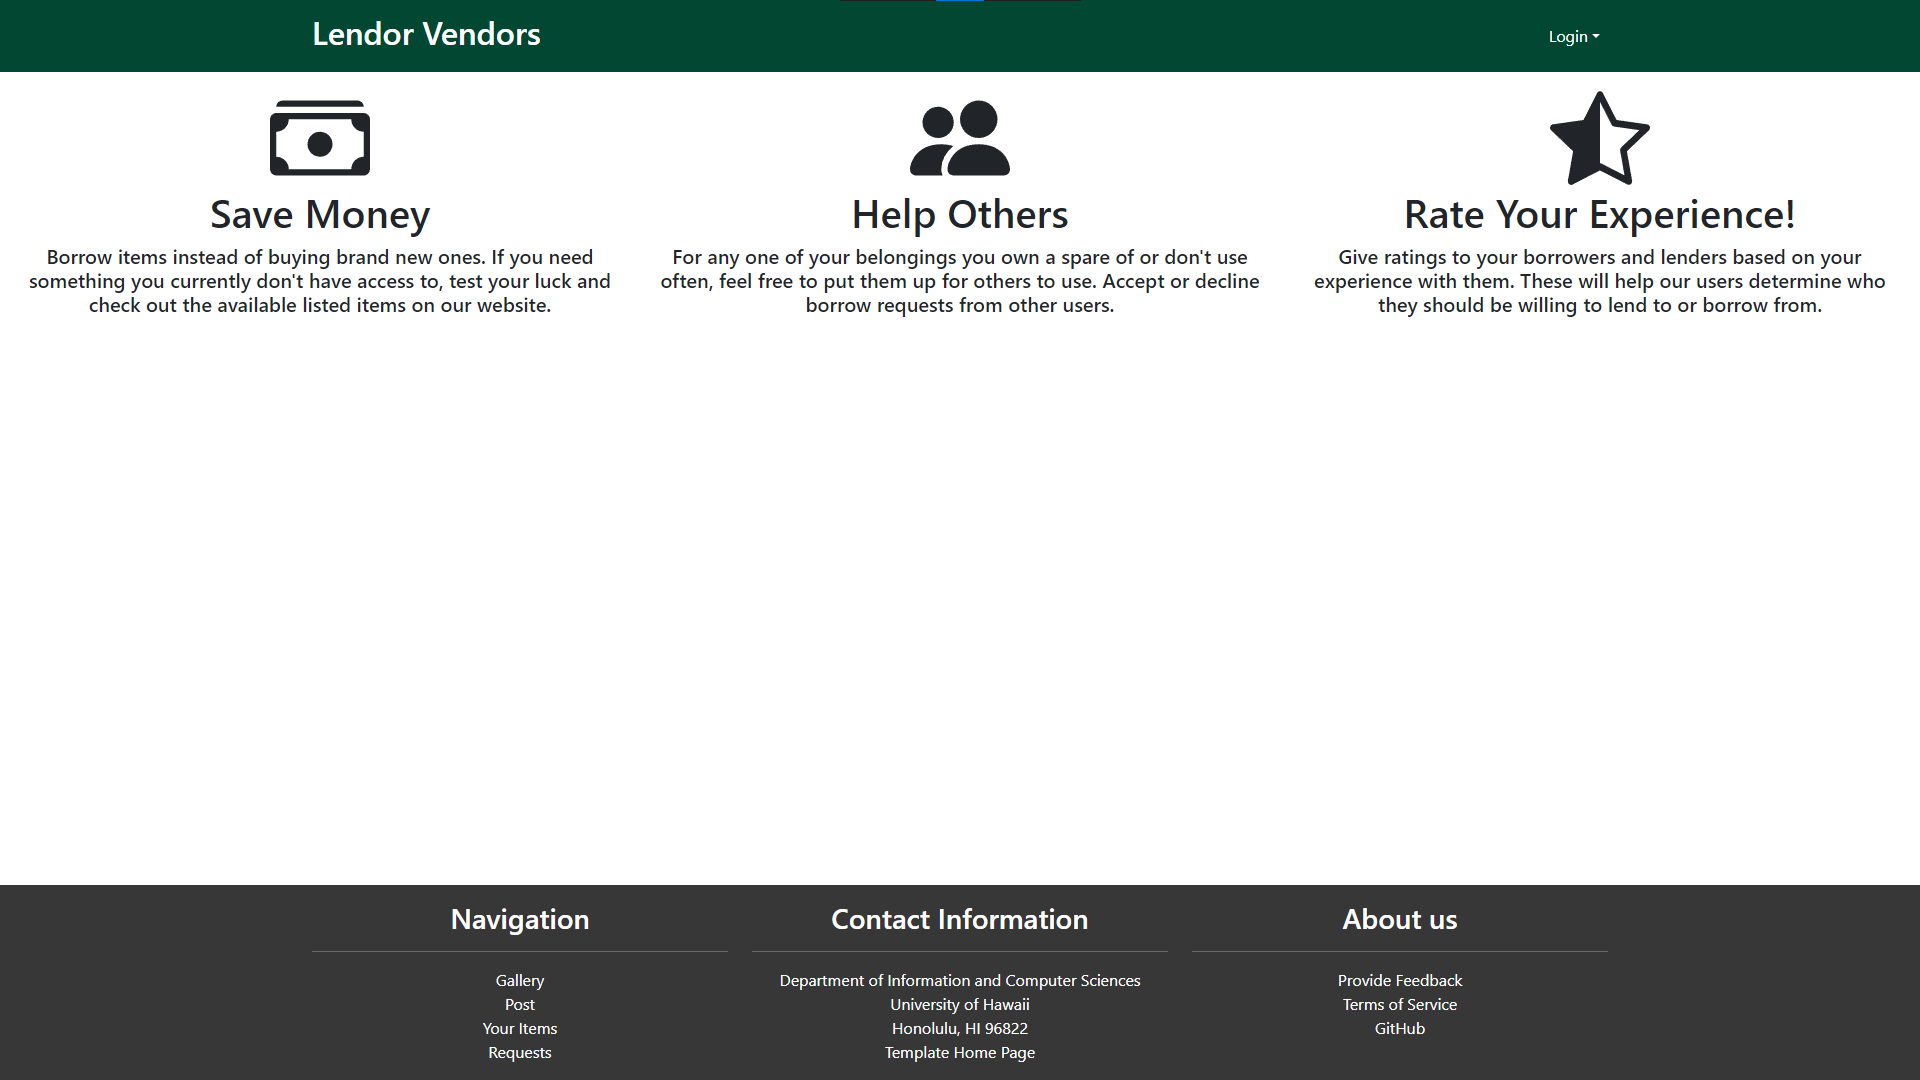 Lendor Vendors
Login
Save Money
Borrow items instead of buying brand new ones. If you need
something you currently don't have access to, test your luck and
check out the available listed items on our website.
Help Others
For any one of your belongings you own a spare of or don't use
often, feel free to put them up for others to use. Accept or decline
borrow requests from other users.
Rate Your Experience!
Give ratings to your borrowers and lenders based on your
experience with them. These will help our users determine who
they should be willing to lend to or borrow from.
Navigation
Gallery
Post
Your Items
Requests
Contact Information
Department of Information and Computer Sciences
University of Hawaii
Honolulu, HI 96822
Template Home Page
About us
Provide Feedback
Terms of Service
GitHub